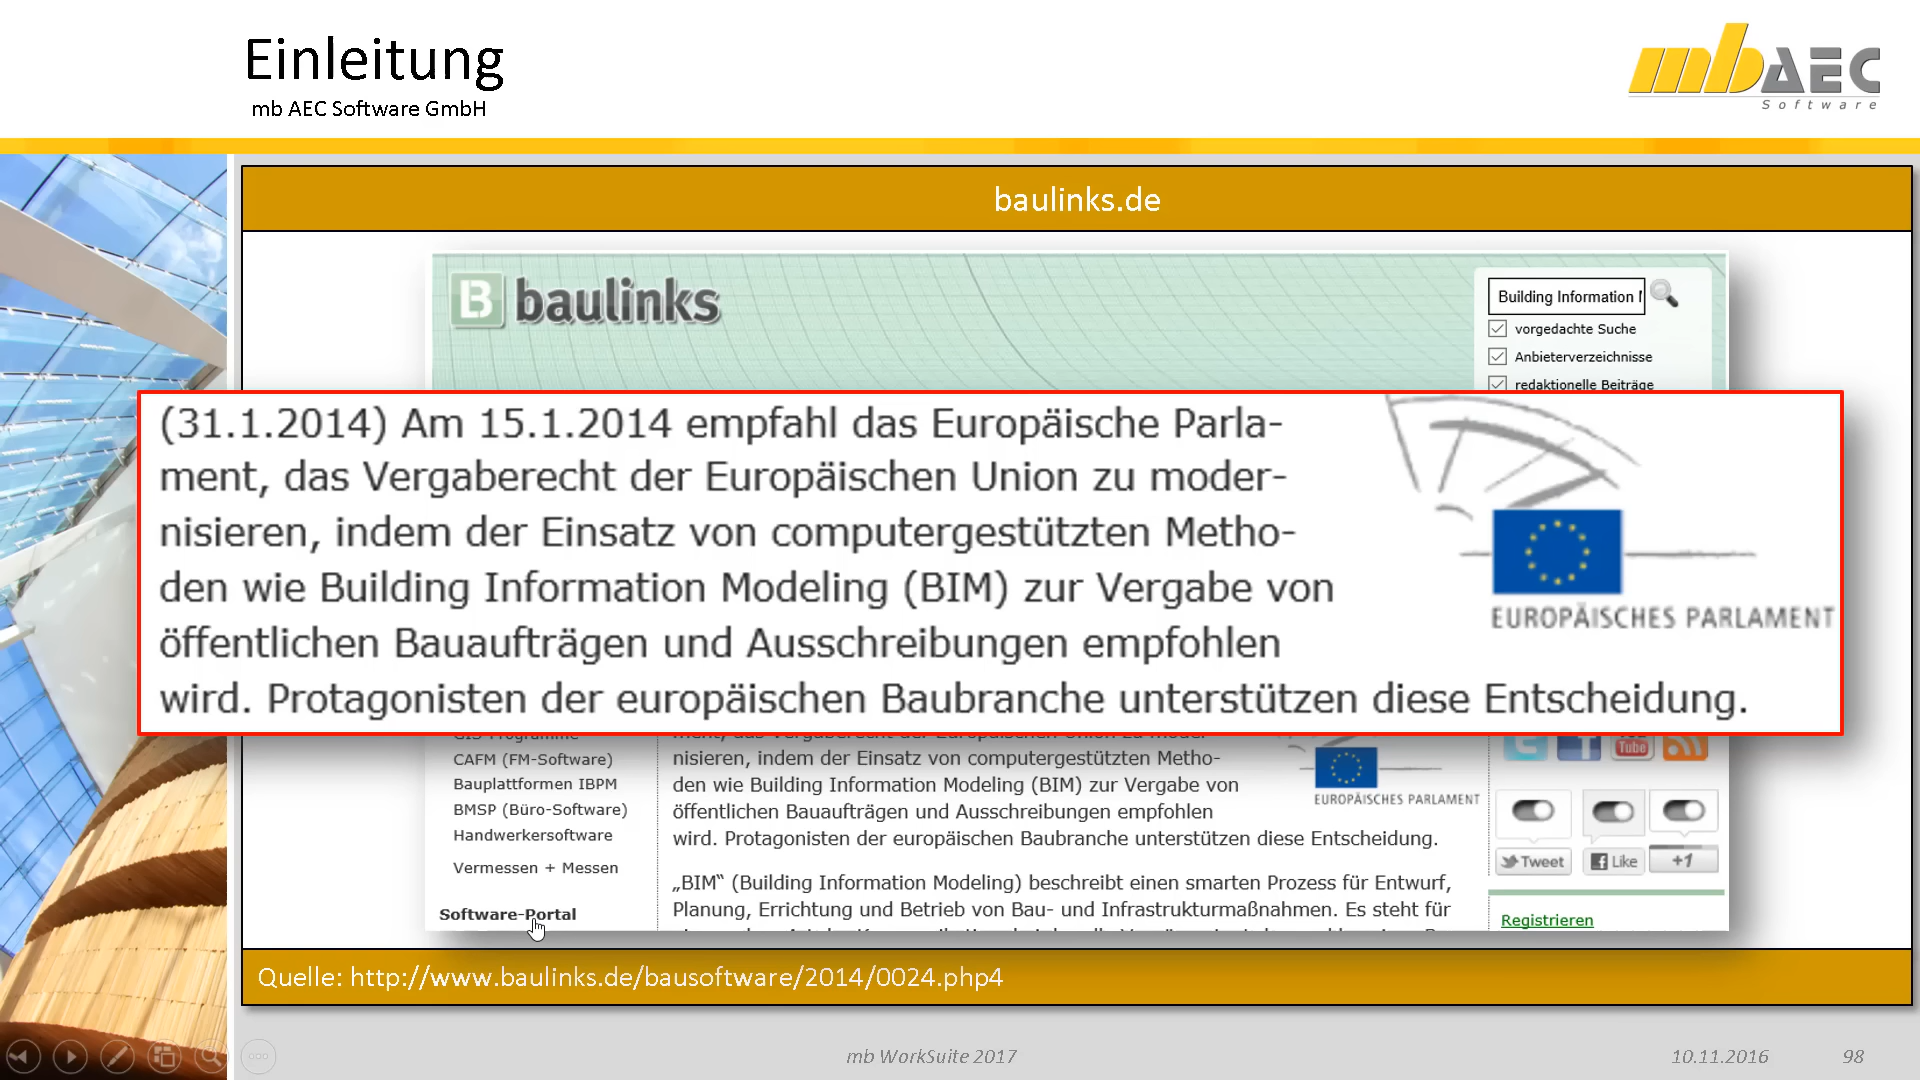 Einleitung
mb AEC Software GmbH
mb AEC
Software
baulinks.de
B baulinks
Building Information
vorgedachte Suche
Anbieterverzeichnisse
redaktionelle Beiträge
(31.1.2014) Am 15.1.2014 empfahl das Europäische Parla-
ment, das Vergaberecht der Europäischen Union zu moder-
nisieren, indem der Einsatz von computergestützten Metho-
den wie Building Information Modeling (BIM) zur Vergabe von
öffentlichen Bauaufträgen und Ausschreibungen empfohlen
wird. Protagonisten der europäischen Baubranche unterstützen diese Entscheidung.
EUROPÄISCHES PARLAMENT
CAFM (FM-Software)
Bauplattformen IBPM
BMSP (Büro-Software)
Handwerkersoftware
Vermessen + Messen
Software-Portal
nisieren, indem der Einsatz von computergestützten Metho-
den wie Building Information Modeling (BIM) zur Vergabe von
öffentlichen Bauaufträgen und Ausschreibungen empfohlen
wird. Protagonisten der europäischen Baubranche unterstützen diese Entscheidung.
EUROPÄISCHES PARLAMENT
„BIM“ (Building Information Modeling) beschreibt einen smarten Prozess für Entwurf,
Planung, Errichtung und Betrieb von Bau- und Infrastrukturmaßnahmen. Es steht für
Tube
Tweet
Like
+1
Registrieren
Quelle: http://www.baulinks.de/bausoftware/2014/0024.php4
mb WorkSuite 2017
10.11.2016
98